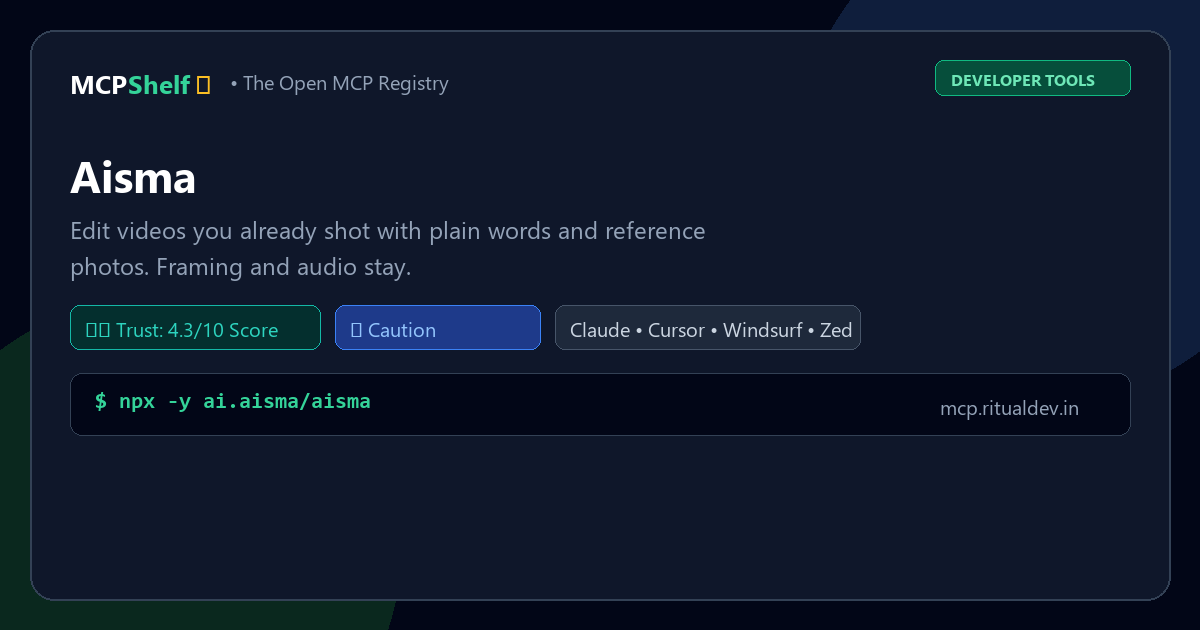 MCPShelf • The Open MCP Registry
DEVELOPER TOOLS
Aisma
Edit videos you already shot with plain words and reference
photos. Framing and audio stay.
Trust: 4.3/10 Score
Caution
Claude • Cursor • Windsurf • Zed
$ npx -y ai.aisma/aisma
mcp.ritualdev.in